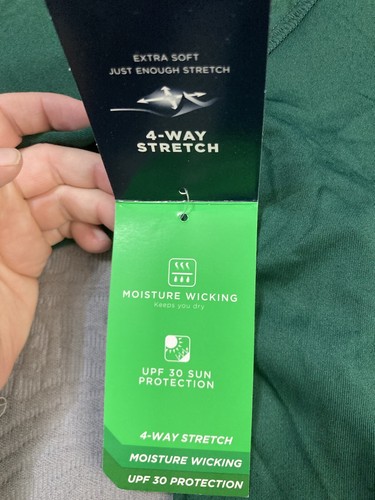 EXTRA SOFT
JUST ENOUGH STRETCH
4-WAY
STRETCH
MOISTURE WICKING
Keeps you dry
UPF 30 SUN
PROTECTION
4-WAY STRETCH
MOISTURE WICKING
UPF 30 PROTECTION